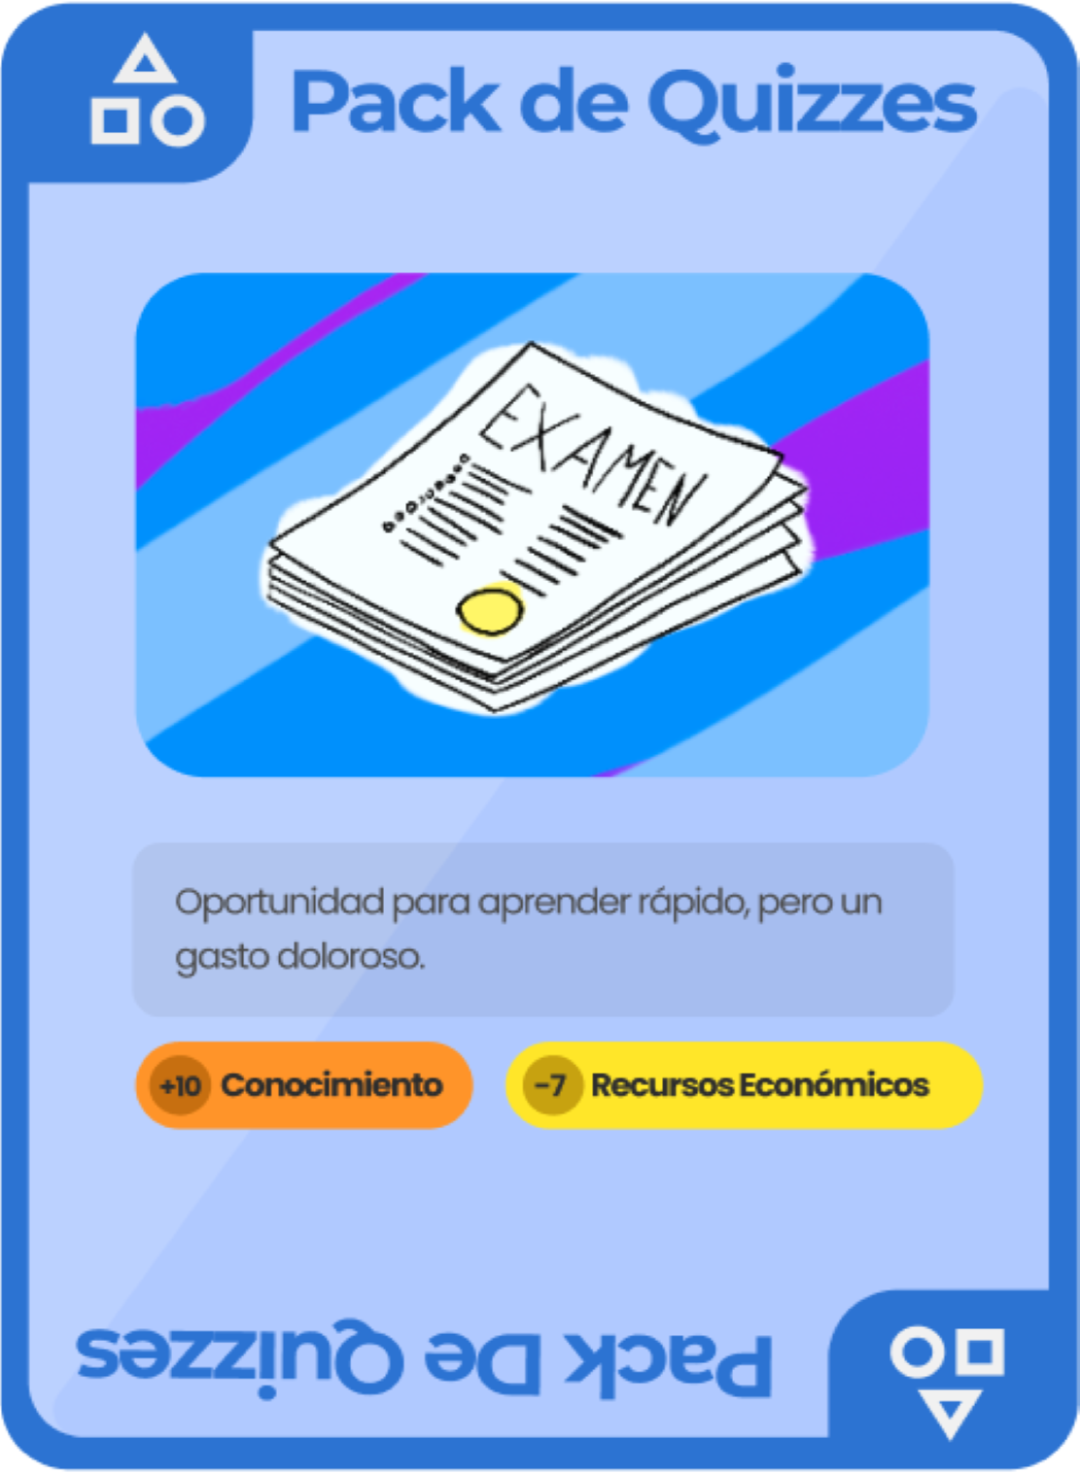 Pack de Quizzes
EXAMEN
Oportunidad para aprender rápido, pero un
gasto doloroso.
+10 Conocimiento
-7 Recursos Económicos
Pack De Quizzes